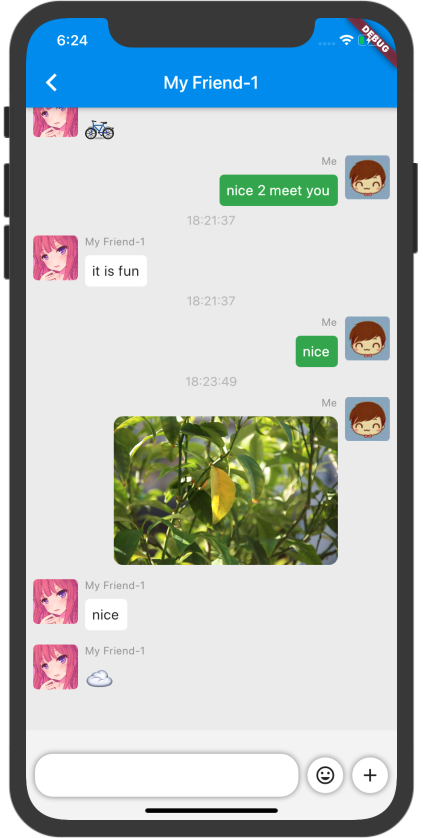 6:24
DEBUG
My Friend-1
Me
nice 2 meet you
18:21:37
My Friend-1
it is fun
18:21:37
Me
nice
18:23:49
Me
My Friend-1
nice
My Friend-1